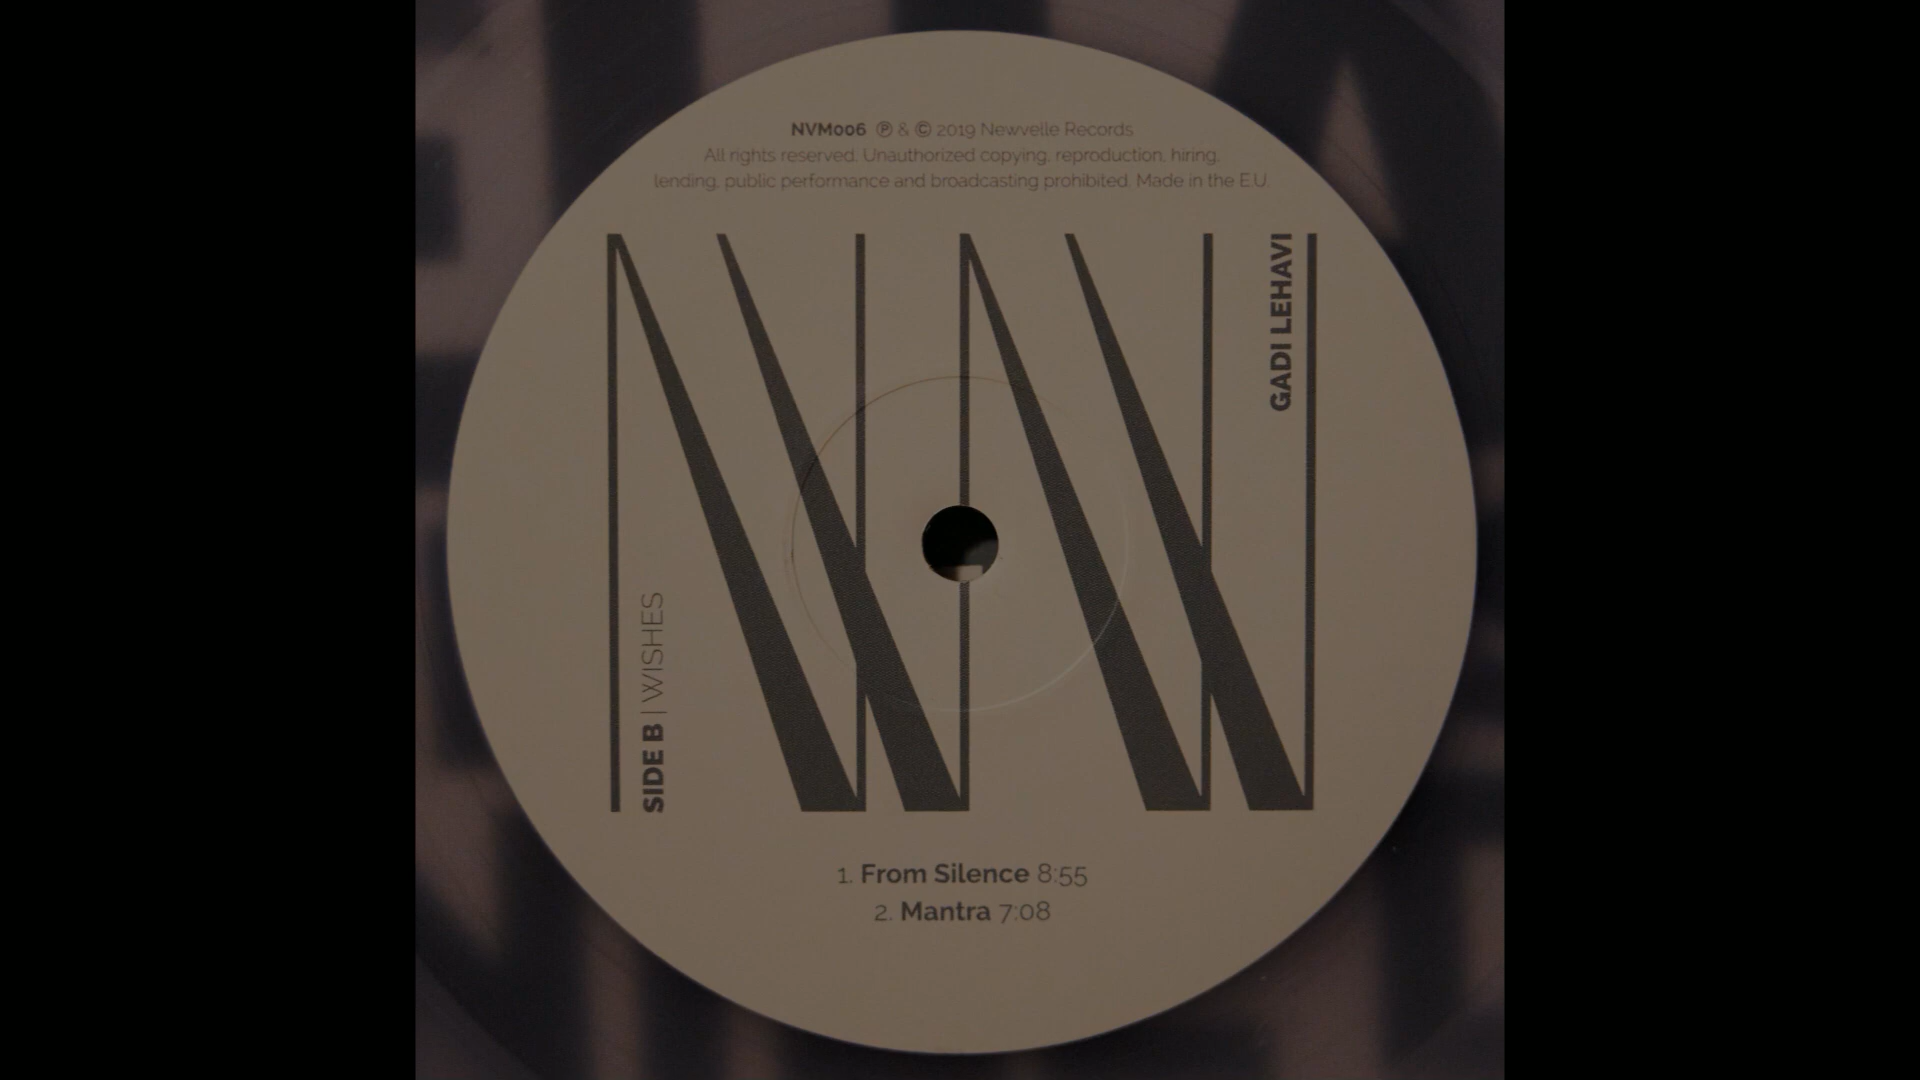 NVM006 ℗ & © 2019 Newvelle Records
All rights reserved. Unauthorized copying, reproduction, hiring,
lending, public performance and broadcasting prohibited. Made in the E.U.
GADI LEHAVI
SIDE B | WISHES
1. From Silence 8:55
2. Mantra 7:08